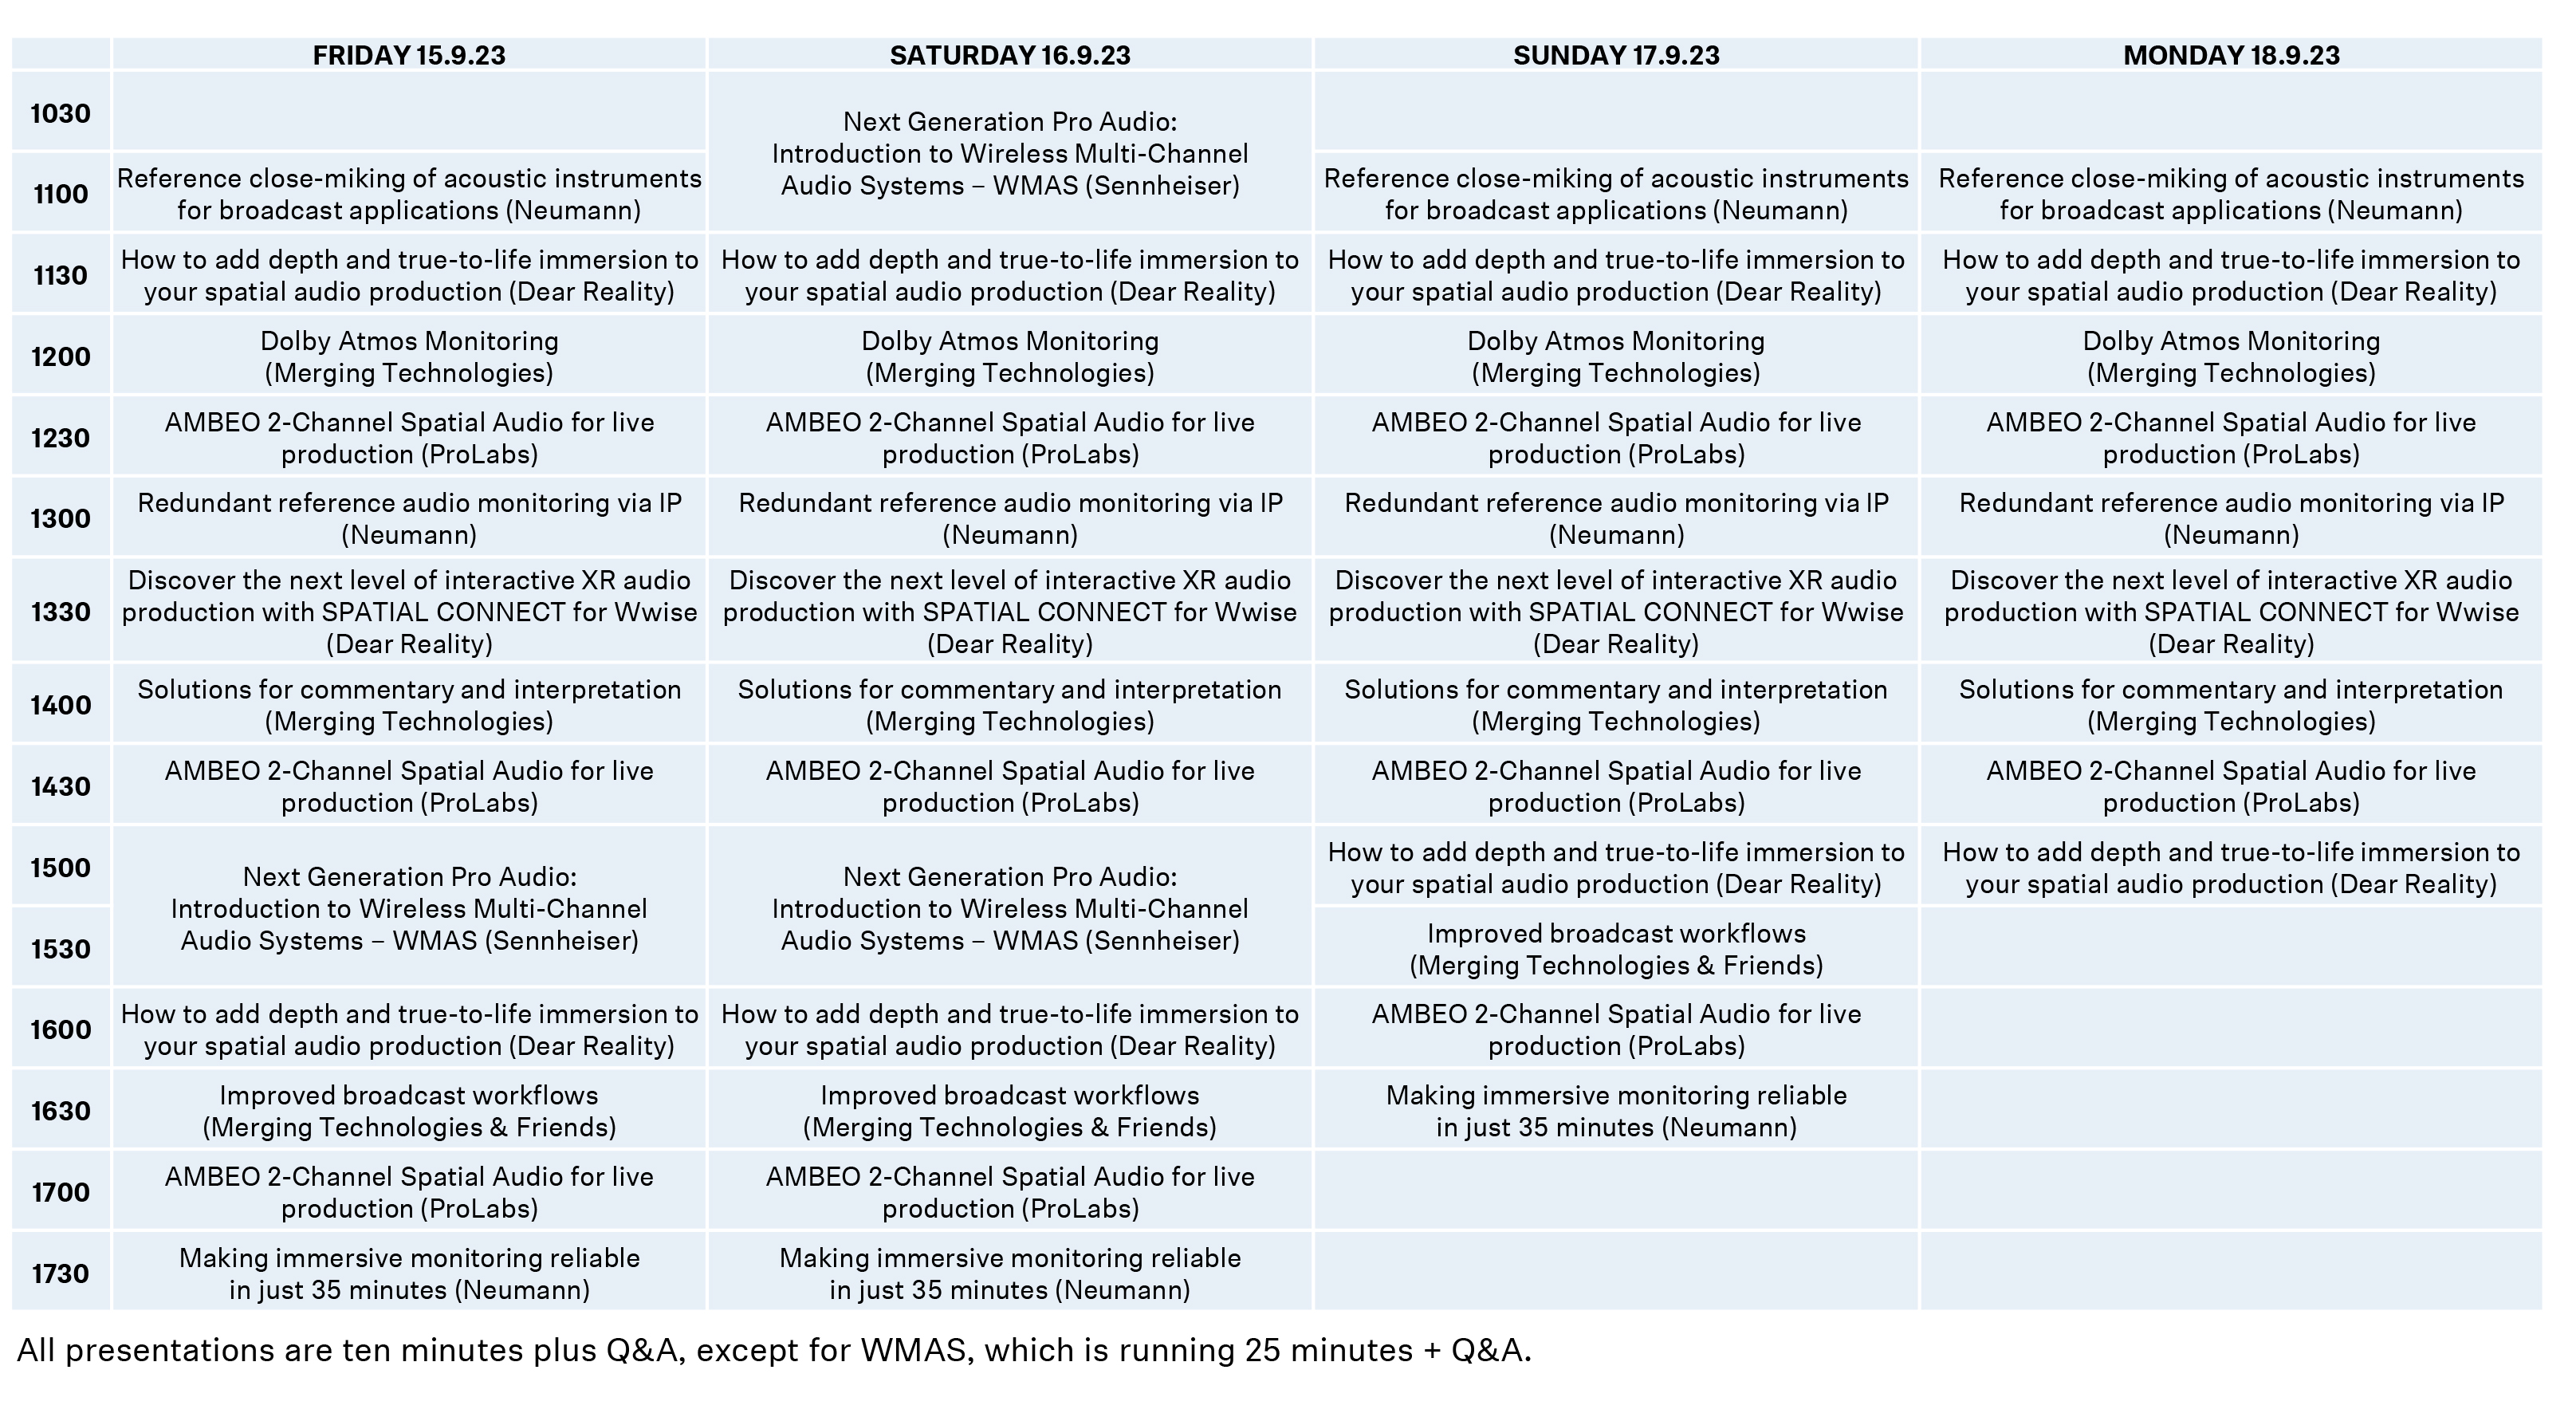 FRIDAY 15.9.23
SATURDAY 16.9.23
SUNDAY 17.9.23
MONDAY 18.9.23
1030
Next Generation Pro Audio:
Introduction to Wireless Multi-Channel
Audio Systems – WMAS (Sennheiser)
1100
Reference close-miking of acoustic instruments
for broadcast applications (Neumann)
Reference close-miking of acoustic instruments
for broadcast applications (Neumann)
Reference close-miking of acoustic instruments
for broadcast applications (Neumann)
1130
How to add depth and true-to-life immersion to
your spatial audio production (Dear Reality)
How to add depth and true-to-life immersion to
your spatial audio production (Dear Reality)
How to add depth and true-to-life immersion to
your spatial audio production (Dear Reality)
How to add depth and true-to-life immersion to
your spatial audio production (Dear Reality)
1200
Dolby Atmos Monitoring
(Merging Technologies)
Dolby Atmos Monitoring
(Merging Technologies)
Dolby Atmos Monitoring
(Merging Technologies)
Dolby Atmos Monitoring
(Merging Technologies)
1230
AMBEO 2-Channel Spatial Audio for live
production (ProLabs)
AMBEO 2-Channel Spatial Audio for live
production (ProLabs)
AMBEO 2-Channel Spatial Audio for live
production (ProLabs)
AMBEO 2-Channel Spatial Audio for live
production (ProLabs)
1300
Redundant reference audio monitoring via IP
(Neumann)
Redundant reference audio monitoring via IP
(Neumann)
Redundant reference audio monitoring via IP
(Neumann)
Redundant reference audio monitoring via IP
(Neumann)
1330
Discover the next level of interactive XR audio
production with SPATIAL CONNECT for Wwise
(Dear Reality)
Discover the next level of interactive XR audio
production with SPATIAL CONNECT for Wwise
(Dear Reality)
Discover the next level of interactive XR audio
production with SPATIAL CONNECT for Wwise
(Dear Reality)
Discover the next level of interactive XR audio
production with SPATIAL CONNECT for Wwise
(Dear Reality)
1400
Solutions for commentary and interpretation
(Merging Technologies)
Solutions for commentary and interpretation
(Merging Technologies)
Solutions for commentary and interpretation
(Merging Technologies)
Solutions for commentary and interpretation
(Merging Technologies)
1430
AMBEO 2-Channel Spatial Audio for live
production (ProLabs)
AMBEO 2-Channel Spatial Audio for live
production (ProLabs)
AMBEO 2-Channel Spatial Audio for live
production (ProLabs)
AMBEO 2-Channel Spatial Audio for live
production (ProLabs)
1500
Next Generation Pro Audio:
Introduction to Wireless Multi-Channel
Audio Systems – WMAS (Sennheiser)
Next Generation Pro Audio:
Introduction to Wireless Multi-Channel
Audio Systems – WMAS (Sennheiser)
How to add depth and true-to-life immersion to
your spatial audio production (Dear Reality)
How to add depth and true-to-life immersion to
your spatial audio production (Dear Reality)
1530
Improved broadcast workflows
(Merging Technologies & Friends)
1600
How to add depth and true-to-life immersion to
your spatial audio production (Dear Reality)
How to add depth and true-to-life immersion to
your spatial audio production (Dear Reality)
AMBEO 2-Channel Spatial Audio for live
production (ProLabs)
1630
Improved broadcast workflows
(Merging Technologies & Friends)
Improved broadcast workflows
(Merging Technologies & Friends)
Making immersive monitoring reliable
in just 35 minutes (Neumann)
1700
AMBEO 2-Channel Spatial Audio for live
production (ProLabs)
AMBEO 2-Channel Spatial Audio for live
production (ProLabs)
1730
Making immersive monitoring reliable
in just 35 minutes (Neumann)
Making immersive monitoring reliable
in just 35 minutes (Neumann)
All presentations are ten minutes plus Q&A, except for WMAS, which is running 25 minutes + Q&A.